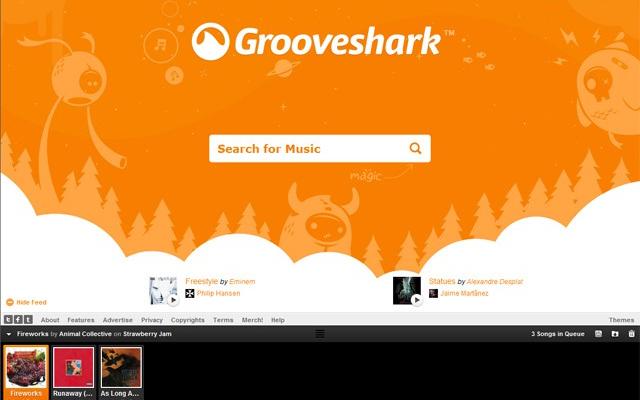 Grooveshark™
Search for Music
magic
Freestyle by Eminem
Philip Hansen
Statues by Alexandre Desplat
Jaime Martínez
Hide Feed
About Features Advertise Privacy Copyrights Terms Merch! Help Themes
Fireworks by Animal Collective on Strawberry Jam
3 Songs in Queue
Fireworks Runaway (... As Long A...